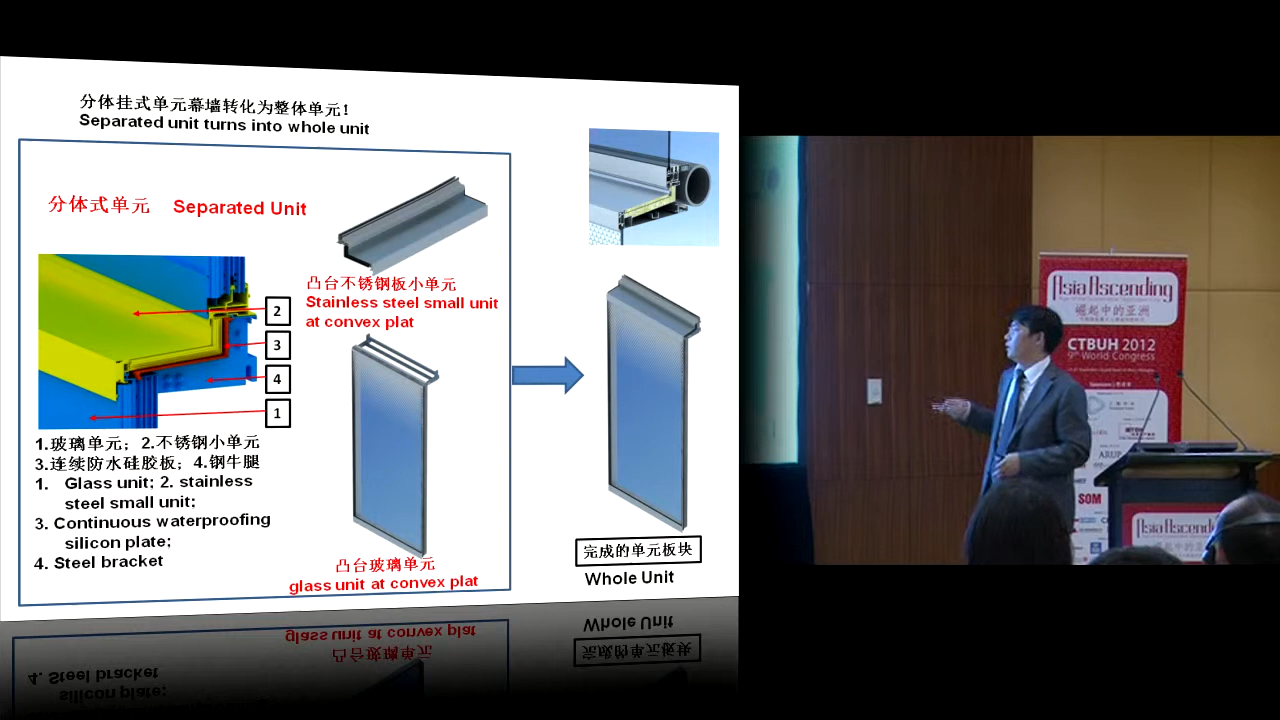 分体挂式单元幕墙转化为整体单元!
Separated unit turns into whole unit
分体式单元 Separated Unit
凸台不锈钢板小单元
Stainless steel small unit
at convex plat
2
3
4
1
1.玻璃单元; 2.不锈钢小单元
3.连续防水硅胶板; 4.钢牛腿
1. Glass unit; 2. stainless
steel small unit;
3. Continuous waterproofing
silicon plate;
4. Steel bracket
凸台玻璃单元
glass unit at convex plat
完成的单元板块
Whole Unit
Asia Ascending
崛起中的亚洲
CTBUH 2012
9th World Congress
ARUP
SOM
Asia Ascending